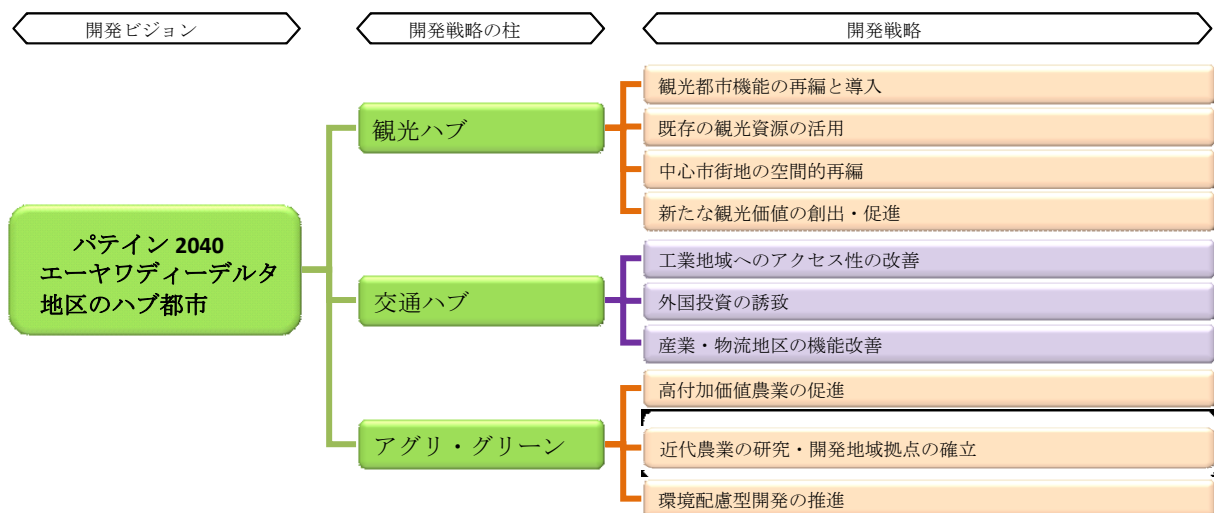 開発ビジョン
開発戦略の柱
開発戦略
パテイン 2040
エーヤワディーデルタ
地区のハブ都市
観光ハブ
観光都市機能の再編と導入
既存の観光資源の活用
中心市街地の空間的再編
新たな観光価値の創出・促進
交通ハブ
工業地域へのアクセス性の改善
外国投資の誘致
産業・物流地区の機能改善
アグリ・グリーン
高付加価値農業の促進
近代農業の研究・開発地域拠点の確立
環境配慮型開発の推進